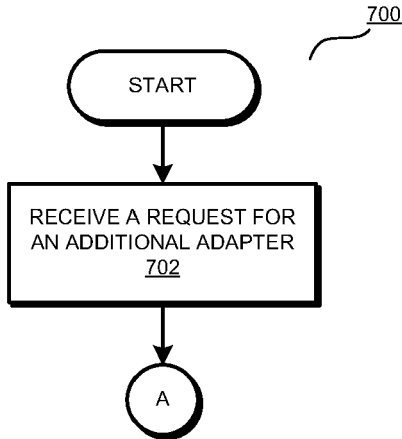 700
START
RECEIVE A REQUEST FOR
AN ADDITIONAL ADAPTER
702
A